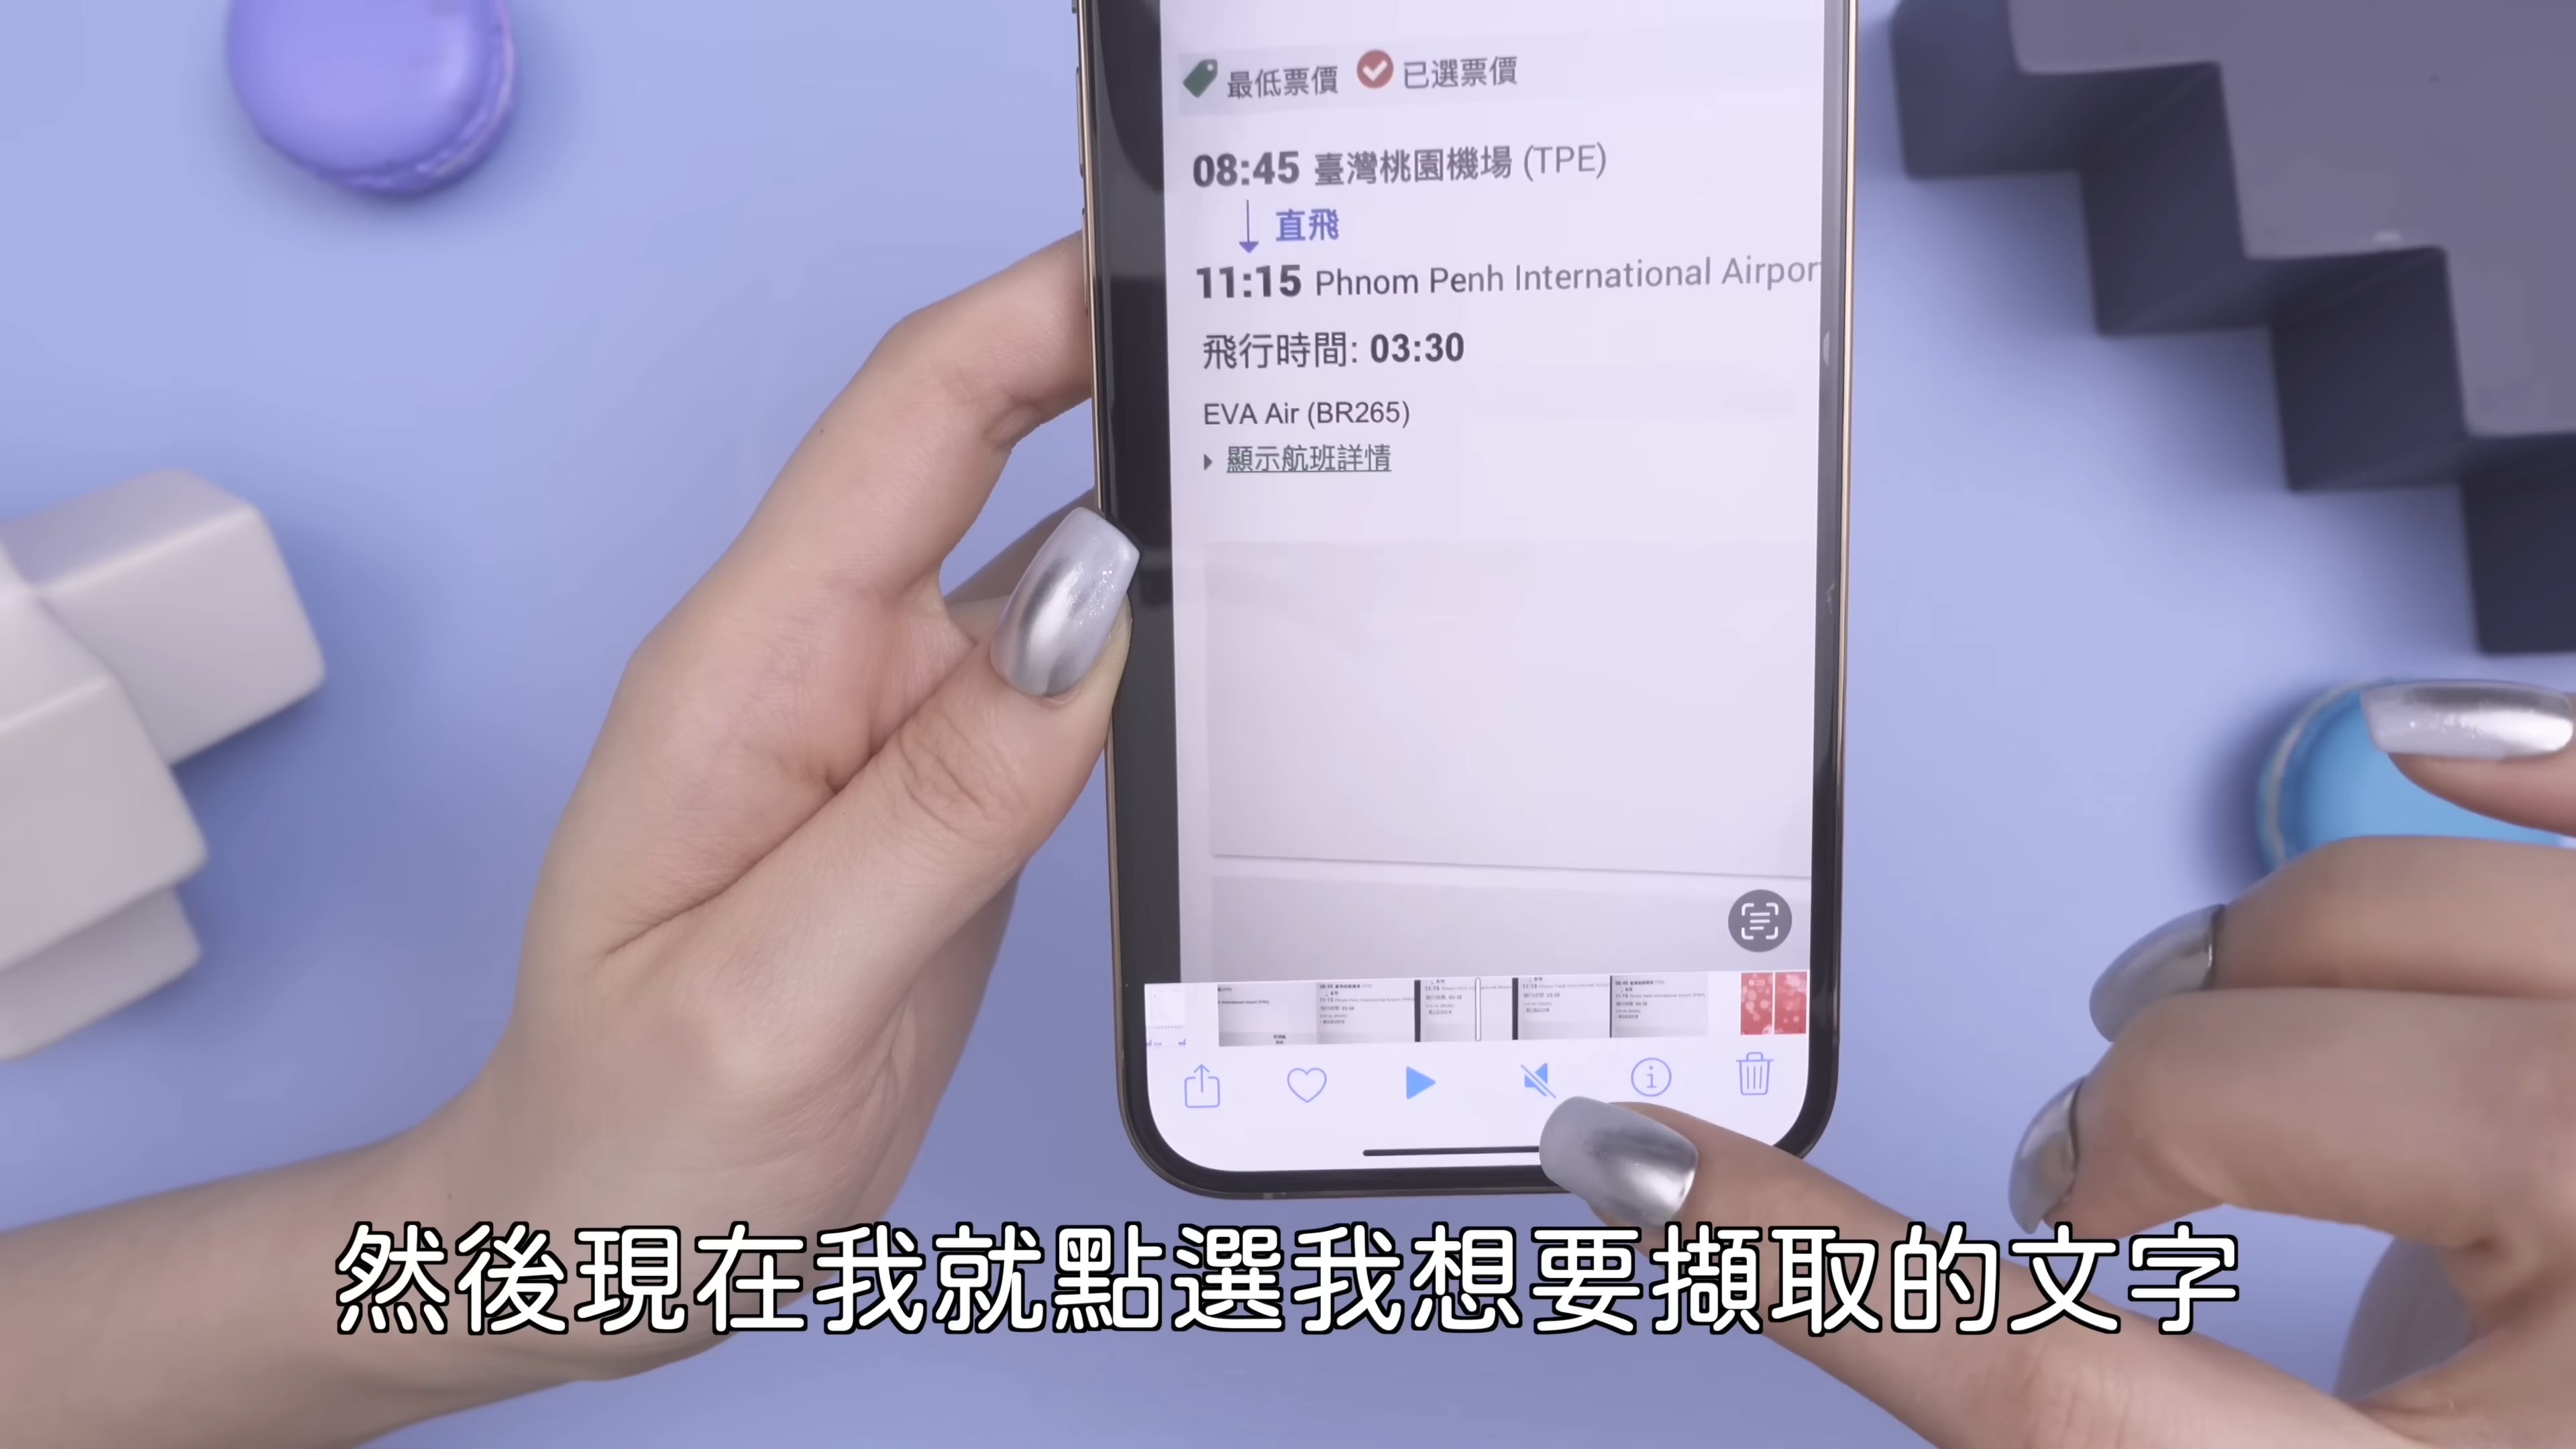 最低票價 已選票價
08:45 臺灣桃園機場 (TPE)
直飛
11:15 Phnom Penh International Airpor
飛行時間: 03:30
EVA Air (BR265)
顯示航班詳情
然後現在我就點選我想要擷取的文字